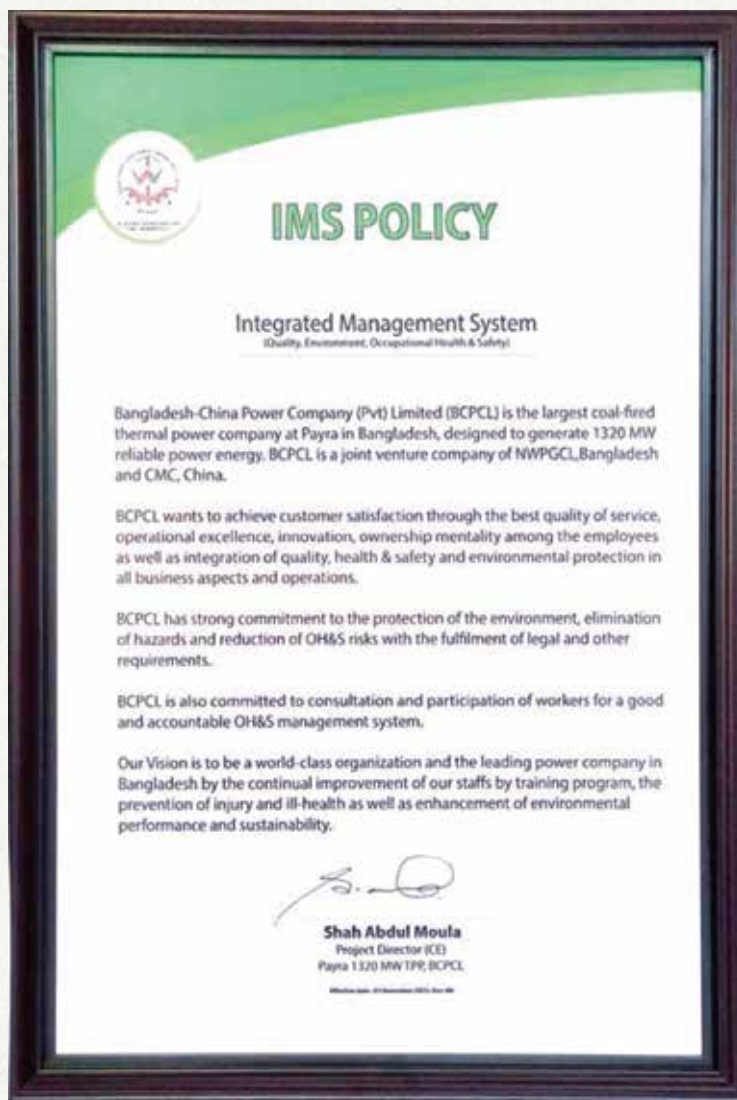 IMS POLICY
Integrated Management System
(Quality, Environment, Occupational Health & Safety)
Bangladesh-China Power Company (Pvt) Limited (BCPCL) is the largest coal-fired
thermal power company at Payra in Bangladesh, designed to generate 1320 MW
reliable power energy. BCPCL is a joint venture company of NWPGCL,Bangladesh
and CMC, China.
BCPCL wants to achieve customer satisfaction through the best quality of service,
operational excellence, innovation, ownership mentality among the employees
as well as integration of quality, health & safety and environmental protection in
all business aspects and operations.
BCPCL has strong commitment to the protection of the environment, elimination
of hazards and reduction of OH&S risks with the fulfilment of legal and other
requirements.
BCPCL is also committed to consultation and participation of workers for a good
and accountable OH&S management system.
Our Vision is to be a world-class organization and the leading power company in
Bangladesh by the continual improvement of our staffs by training program, the
prevention of injury and ill-health as well as enhancement of environmental
performance and sustainability.
Shah Abdul Moula
Project Director (CE)
Payra 1320 MW TPP, BCPCL
Effective date: